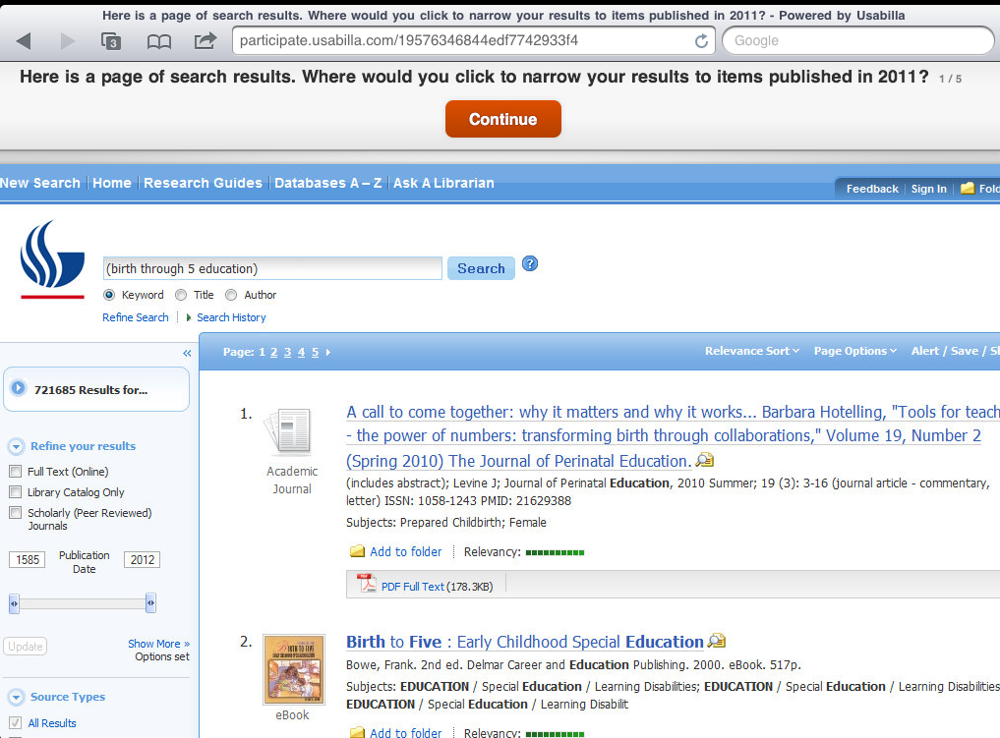 Here is a page of search results. Where would you click to narrow your results to items published in 2011? - Powered by Usabilla
3
participate.usabilla.com/19576346844edf7742933f4
Google
Here is a page of search results. Where would you click to narrow your results to items published in 2011? 1 / 5
Continue
New Search Home Research Guides Databases A – Z Ask A Librarian
Feedback Sign In Fold
(birth through 5 education) Search ?
Keyword Title Author
Refine Search Search History
« Page: 1 2 3 4 5 Relevance Sort Page Options Alert / Save / Sh
721685 Results for...
Refine your results
Full Text (Online)
Library Catalog Only
Scholarly (Peer Reviewed)
Journals
1585 Publication Date 2012
Update
Show More »
Options set
Source Types
All Results
1.
Academic
Journal
A call to come together: why it matters and why it works... Barbara Hotelling, "Tools for teach
- the power of numbers: transforming birth through collaborations," Volume 19, Number 2
(Spring 2010) The Journal of Perinatal Education.
(includes abstract); Levine J; Journal of Perinatal Education, 2010 Summer; 19 (3): 3-16 (journal article - commentary,
letter) ISSN: 1058-1243 PMID: 21629388
Subjects: Prepared Childbirth; Female
Add to folder Relevancy:
PDF Full Text (178.3KB)
2.
BIRTH TO FIVE
eBook
Birth to Five : Early Childhood Special Education
Bowe, Frank. 2nd ed. Delmar Career and Education Publishing. 2000. eBook. 517p.
Subjects: EDUCATION / Special Education / Learning Disabilities; EDUCATION / Special Education / Learning Disabilities
EDUCATION / Special Education / Learning Disabilit
Add to folder Relevancy: